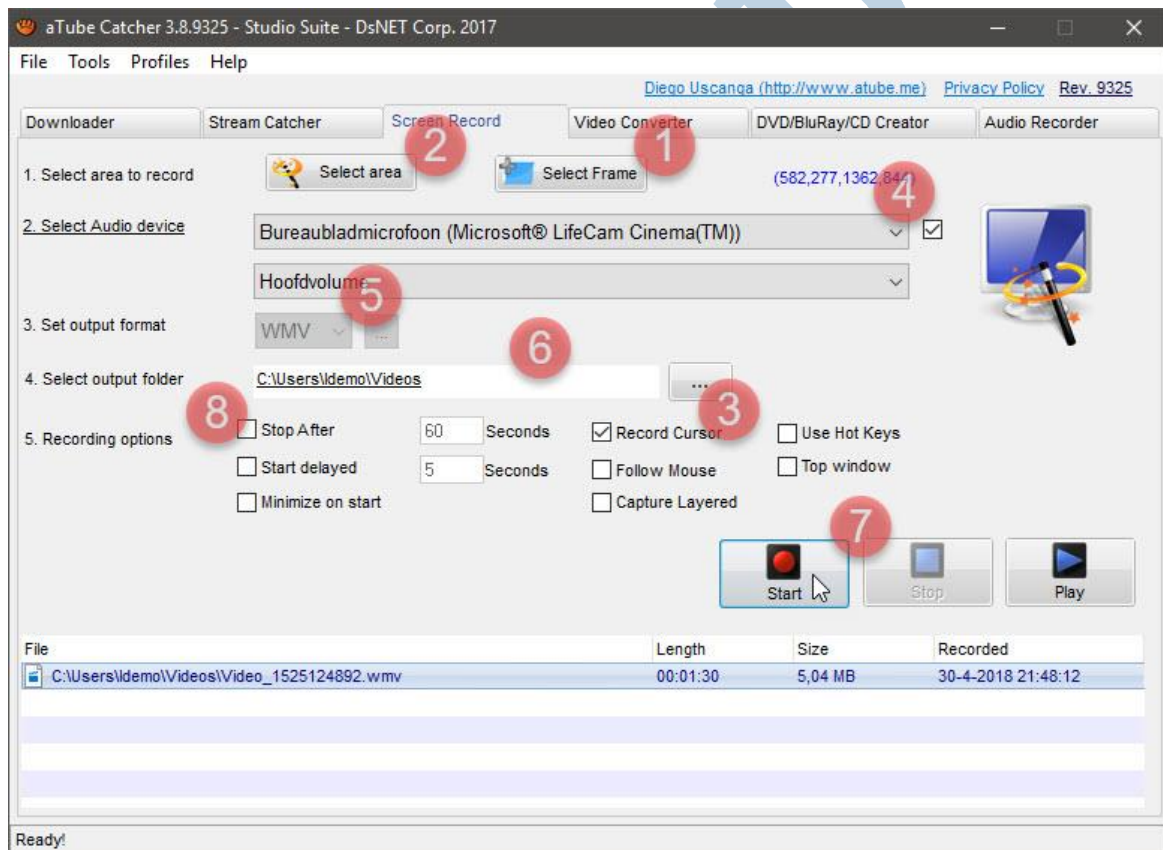 aTube Catcher 3.8.9325 - Studio Suite - DsNET Corp. 2017
File Tools Profiles Help
Diego Uscanga (http://www.atube.me) Privacy Policy Rev. 9325
Downloader Stream Catcher Screen Record Video Converter DVD/BluRay/CD Creator Audio Recorder
2 1
1. Select area to record Select area Select Frame (582,277,1362,844)
4
2. Select Audio device Bureaubladmicrofoon (Microsoft® LifeCam Cinema(TM))
Hoofdvolume
5
3. Set output format WMV ...
6
4. Select output folder C:\Users\ldemo\Videos ...
8 3
5. Recording options
Stop After 60 Seconds Record Cursor Use Hot Keys
Start delayed 5 Seconds Follow Mouse Top window
Minimize on start Capture Layered
7
Start Stop Play
File Length Size Recorded
C:\Users\ldemo\Videos\Video_1525124892.wmv 00:01:30 5,04 MB 30-4-2018 21:48:12
Ready!